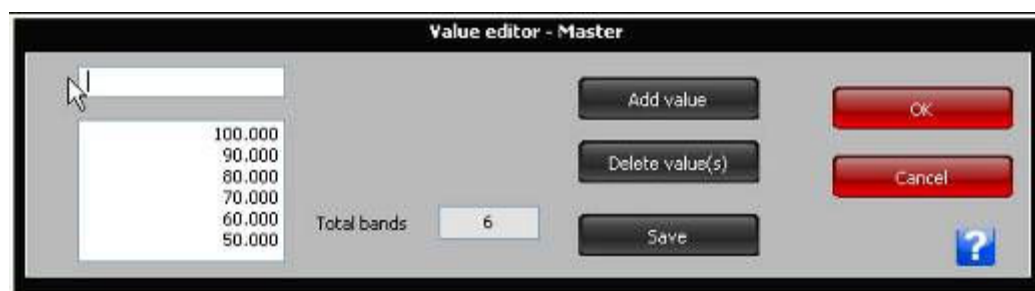 Value editor - Master
Add value
OK
100.000
90.000
80.000
70.000
60.000
50.000
Delete value(s)
Cancel
Total bands
6
Save
?